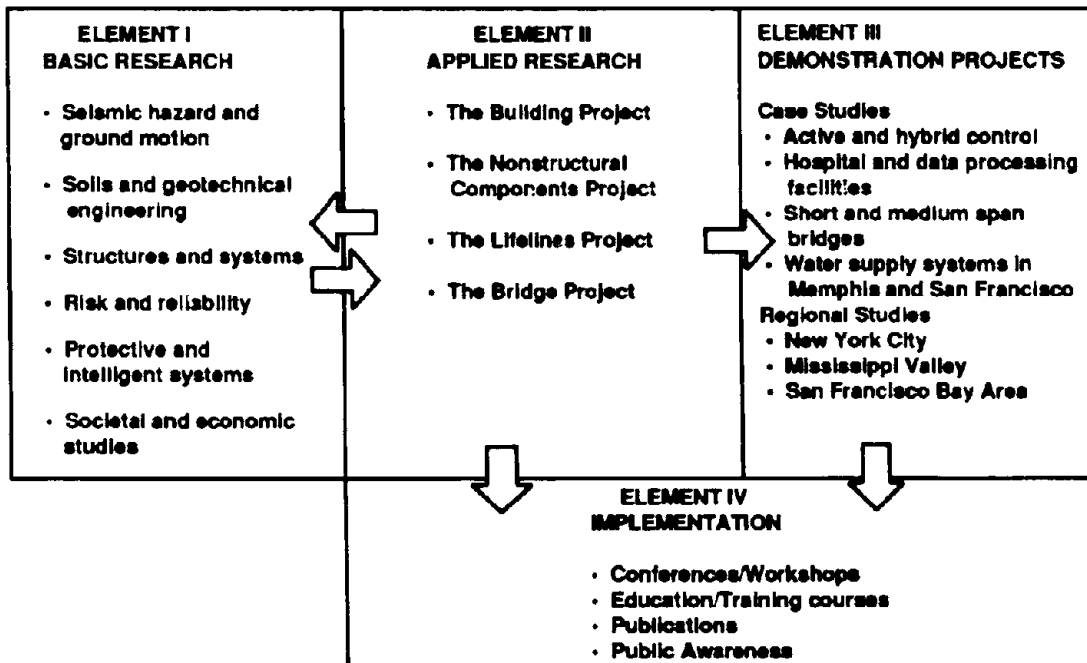 ELEMENT I
BASIC RESEARCH
• Seismic hazard and
ground motion
• Soils and geotechnical
engineering
• Structures and systems
• Risk and reliability
• Protective and
intelligent systems
• Societal and economic
studies
ELEMENT II
APPLIED RESEARCH
• The Building Project
• The Nonstructural
Components Project
• The Lifelines Project
• The Bridge Project
ELEMENT III
DEMONSTRATION PROJECTS
Case Studies
• Active and hybrid control
• Hospital and data processing
facilities
• Short and medium span
bridges
• Water supply systems in
Memphis and San Francisco
Regional Studies
• New York City
• Mississippi Valley
• San Francisco Bay Area
ELEMENT IV
IMPLEMENTATION
• Conferences/Workshops
• Education/Training courses
• Publications
• Public Awareness